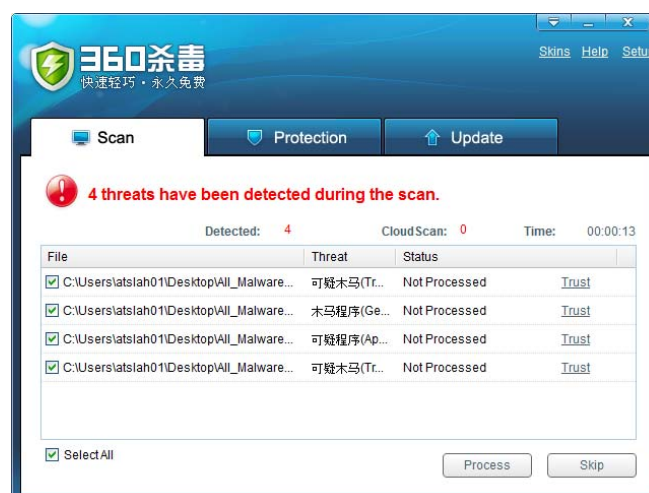 360杀毒
快速轻巧·永久免费
Skins Help Setu
Scan Protection Update
4 threats have been detected during the scan.
Detected: 4 CloudScan: 0 Time: 00:00:13
File Threat Status
C:\Users\atslah01\Desktop\All_Malware... 可疑木马(Tr... Not Processed Trust
C:\Users\atslah01\Desktop\All_Malware... 木马程序(Ge... Not Processed Trust
C:\Users\atslah01\Desktop\All_Malware... 可疑程序(Ap... Not Processed Trust
C:\Users\atslah01\Desktop\All_Malware... 可疑木马(Tr... Not Processed Trust
Select All
Process Skip